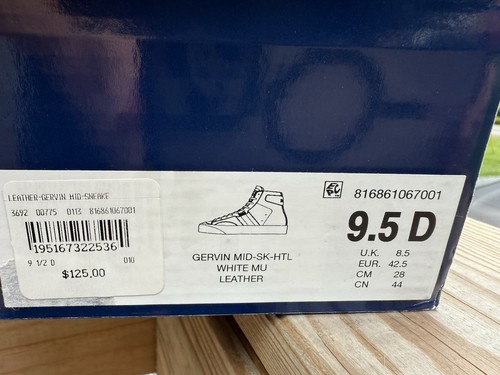 LEATHER-GERVIN MID-SNEAKE
3692 00775 0113 816861067001
195167322536
9 1/2 D 010
$125.00
GERVIN MID-SK-HTL
WHITE MU
LEATHER
816861067001
9.5 D
U.K. 8.5
EUR. 42.5
CM 28
CN 44